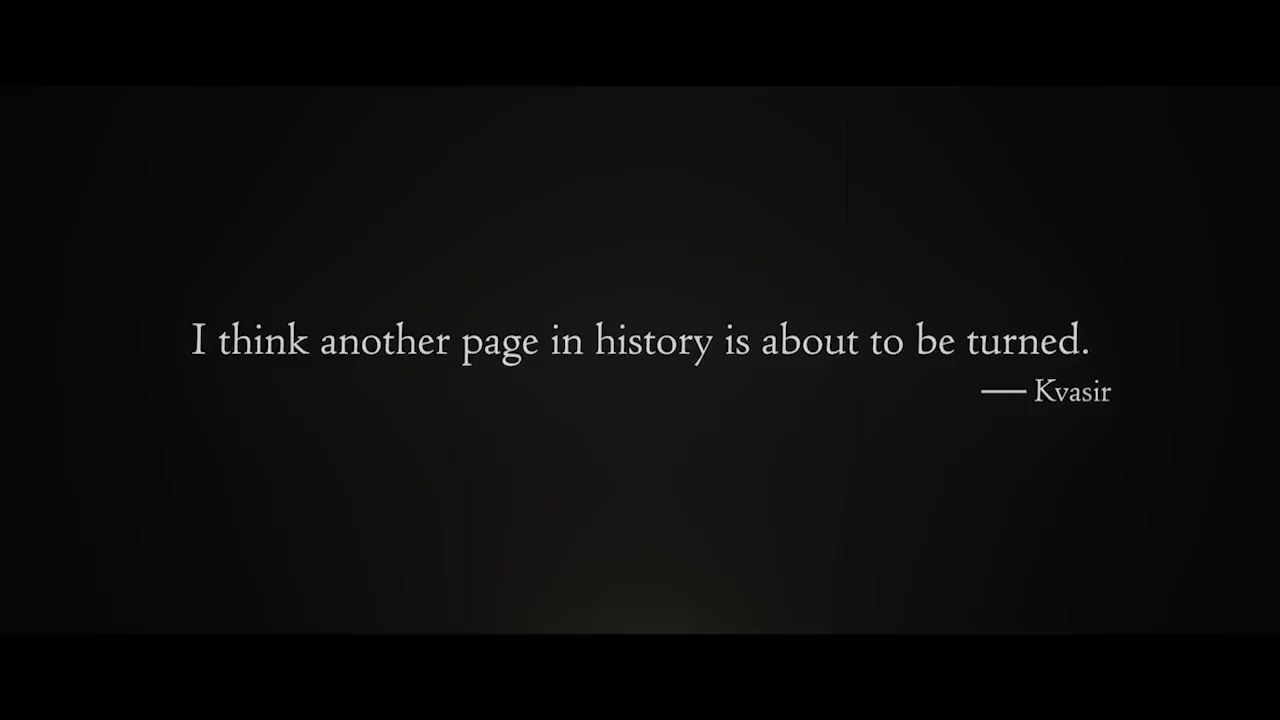 I think another page in history is about to be turned.
— Kvasir